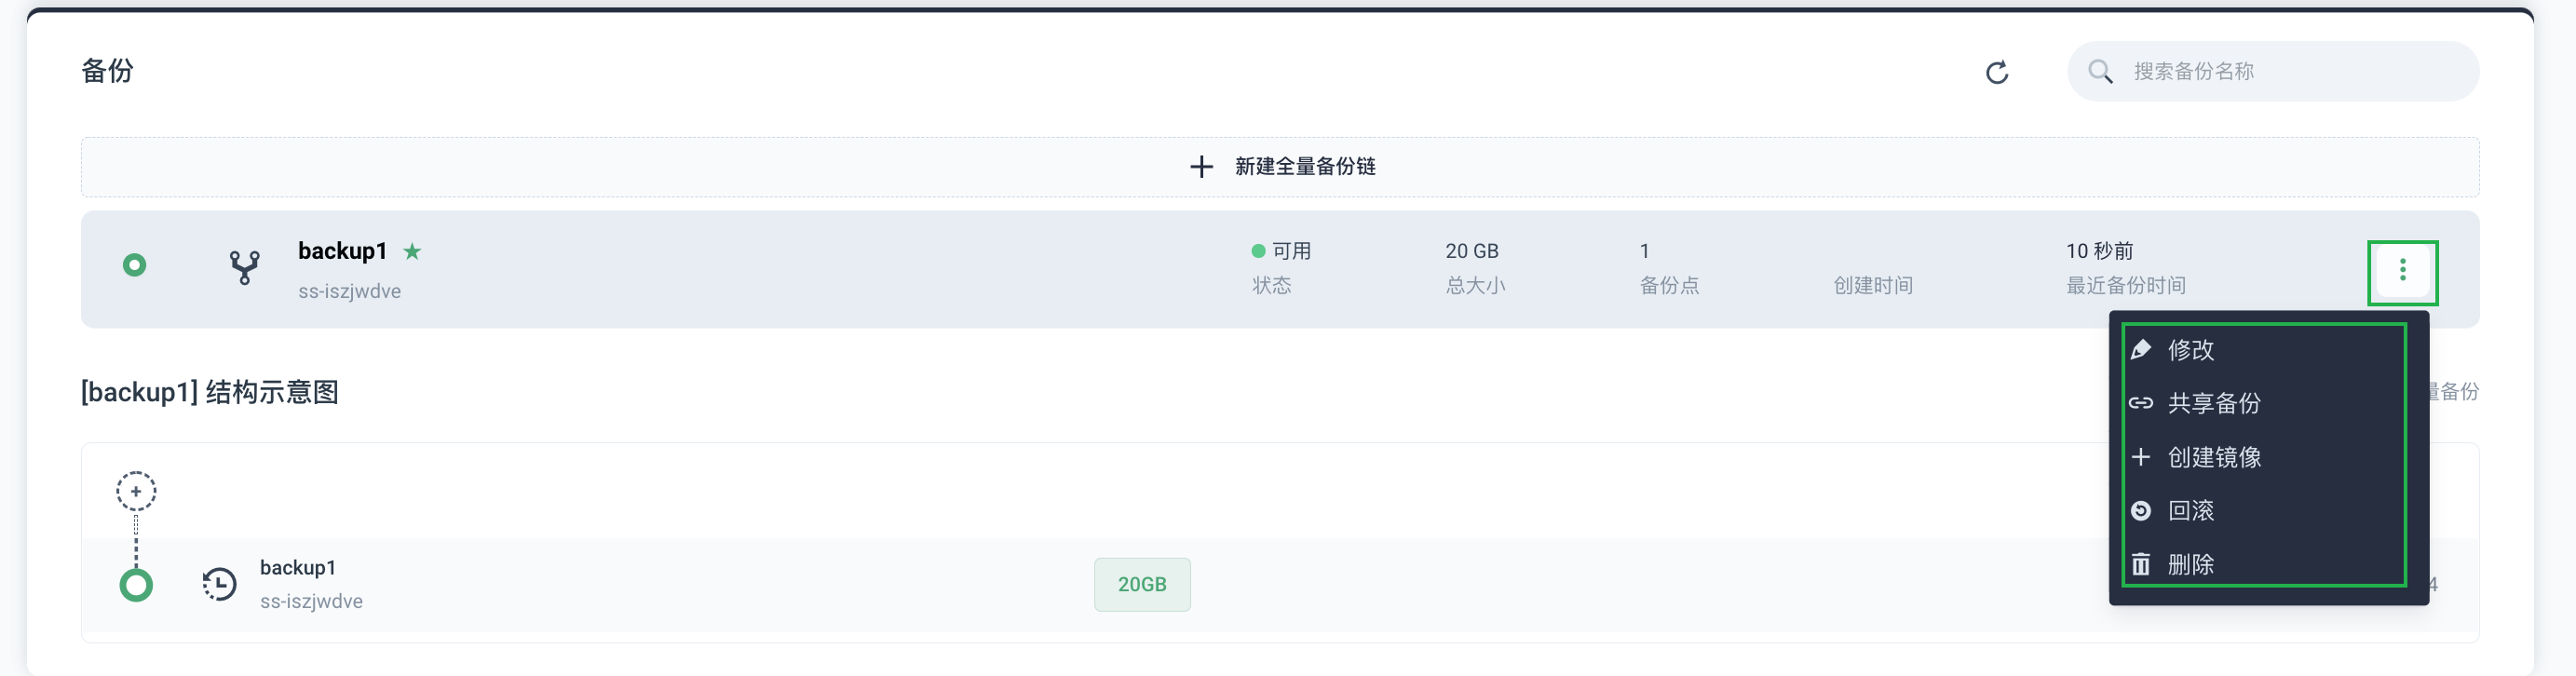 备份
搜索备份名称
新建全量备份链
backup1
ss-iszjwdve
可用
状态
20 GB
总大小
1
备份点
创建时间
10 秒前
最近备份时间
修改
共享备份
创建镜像
回滚
删除
[backup1] 结构示意图
量备份
backup1
ss-iszjwdve
20GB
4